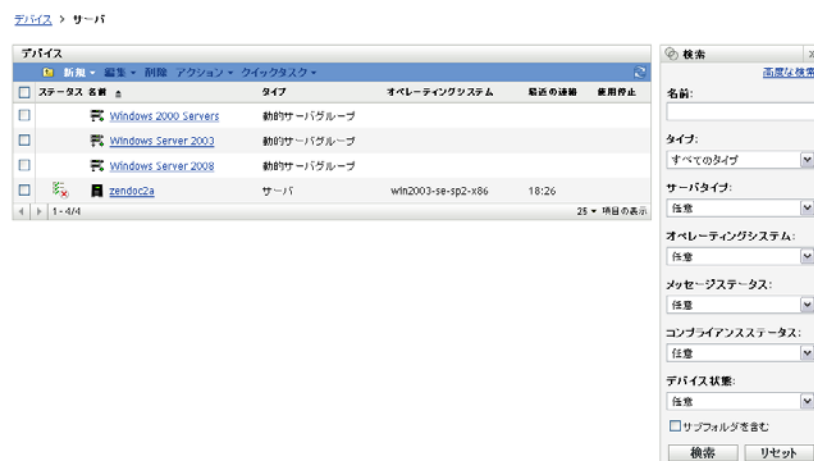 デバイス > サーバ
デバイス
新規 編集 削除 アクション クイックタスク
ステータス 名前 タイプ オペレーティングシステム 最近の連絡 使用停止
Windows 2000 Servers 動的サーバグループ
Windows Server 2003 動的サーバグループ
Windows Server 2008 動的サーバグループ
zendoc2a サーバ win2003-se-sp2-x86 18:26
1 - 4/4 25 項目の表示
検索
高度な検索
名前:
タイプ:
すべてのタイプ
サーバタイプ:
任意
オペレーティングシステム:
任意
メッセージステータス:
任意
コンプライアンスステータス:
任意
デバイス状態:
任意
サブフォルダを含む
検索 リセット